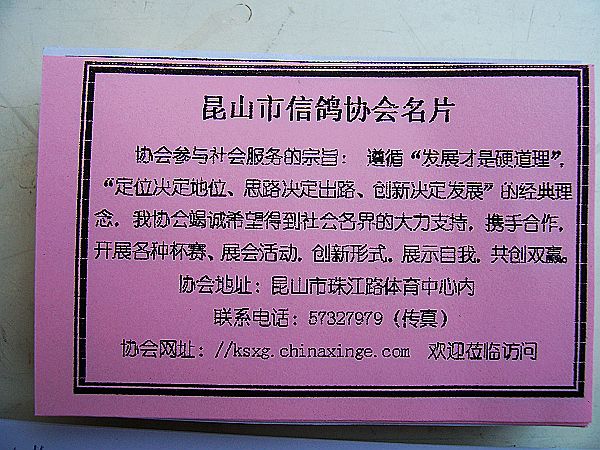 昆山市信鸽协会名片
协会参与社会服务的宗旨：遵循“发展才是硬道理”，
“定位决定地位、思路决定出路、创新决定发展”的经典理
念，我协会竭诚希望得到社会各界的大力支持，携手合作，
开展各种杯赛、展会活动，创新形式，展示自我，共创双赢。
协会地址：昆山市珠江路体育中心内
联系电话：57327979（传真）
协会网址：//ksxg.chinaxinge.com 欢迎莅临访问